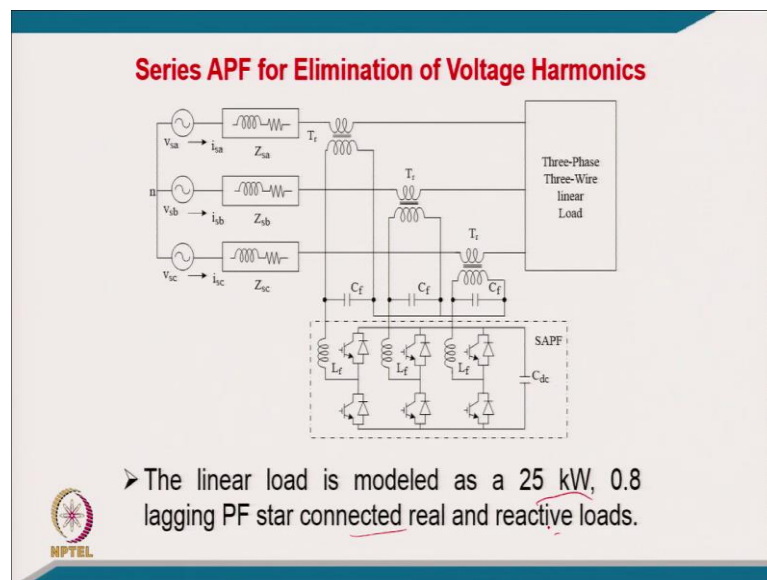 Series APF for Elimination of Voltage Harmonics
Tr
vsa
isa
Zsa
Three-Phase
Three-Wire
linear
Load
Tr
n
vsb
isb
Zsb
Tr
vsc
isc
Zsc
Cf
Cf
Cf
SAPF
Lf
Lf
Lf
Cdc
➤ The linear load is modeled as a 25 kW, 0.8
lagging PF star connected real and reactive loads.
NPTEL